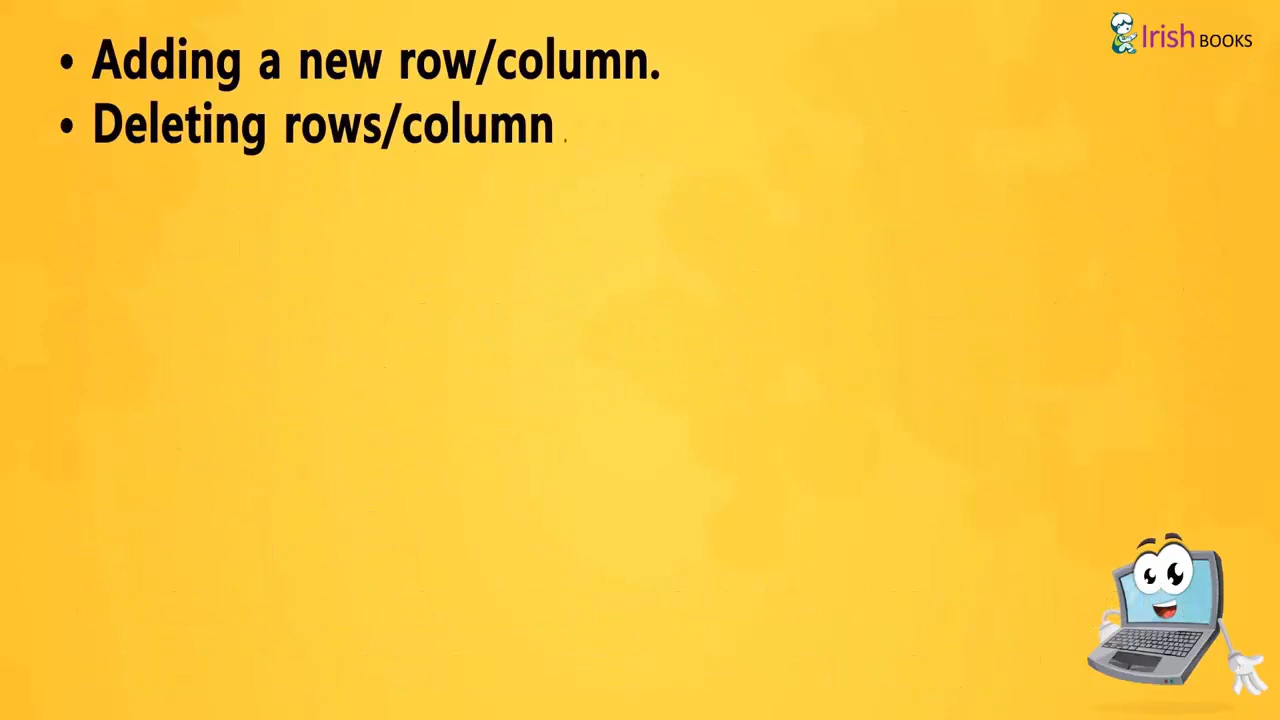 • Adding a new row/column.
• Deleting rows/column .
Irish BOOKS